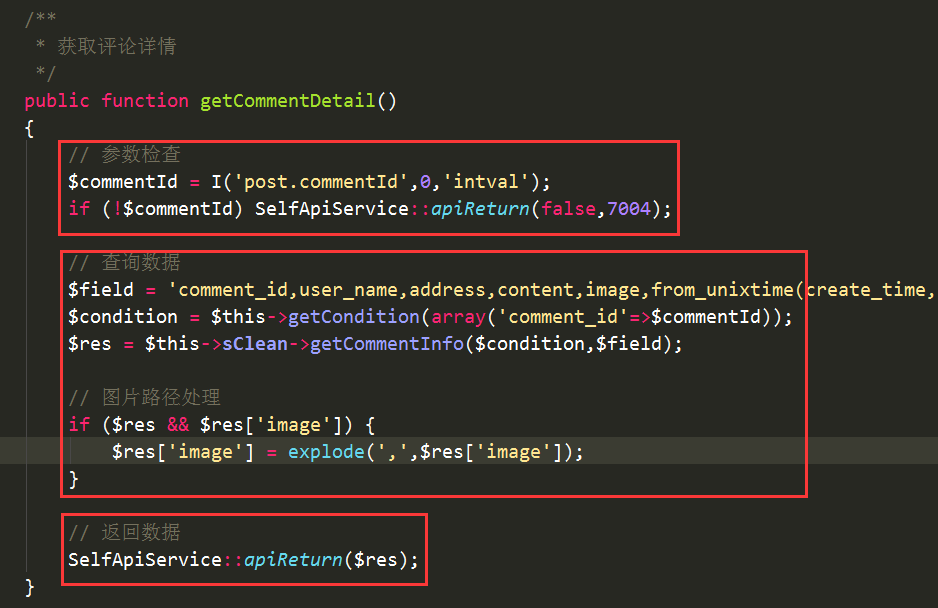 /**
 * 获取评论详情
 */
public function getCommentDetail()
{
    // 参数检查
    $commentId = I('post.commentId',0,'intval');
    if (!$commentId) SelfApiService::apiReturn(false,7004);
    // 查询数据
    $field = 'comment_id,user_name,address,content,image,from_unixtime(create_time,
    $condition = $this->getCondition(array('comment_id'=>$commentId));
    $res = $this->sClean->getCommentInfo($condition,$field);
    // 图片路径处理
    if ($res && $res['image']) {
        $res['image'] = explode(',',$res['image']);
    }
    // 返回数据
    SelfApiService::apiReturn($res);
}